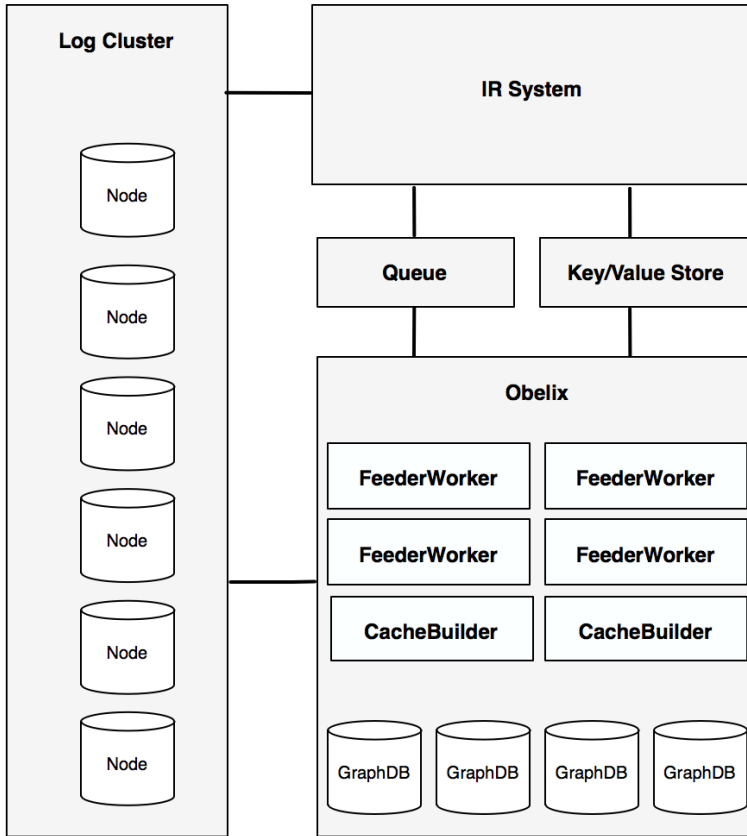 Log Cluster
Node
Node
Node
Node
Node
Node
IR System
Queue
Key/Value Store
Obelix
FeederWorker
FeederWorker
FeederWorker
FeederWorker
CacheBuilder
CacheBuilder
GraphDB
GraphDB
GraphDB
GraphDB